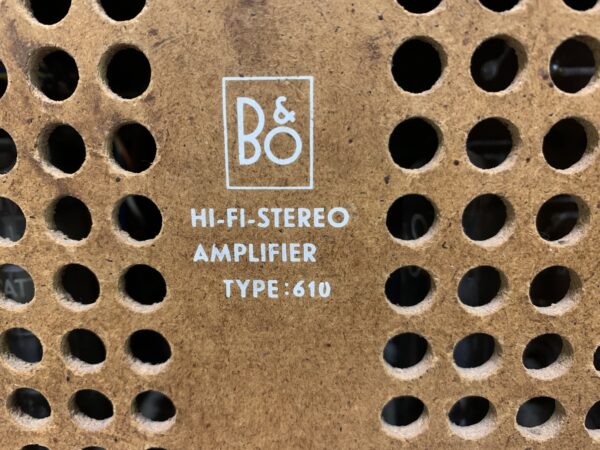 B&O
HI-FI-STEREO
AMPLIFIER
TYPE:610